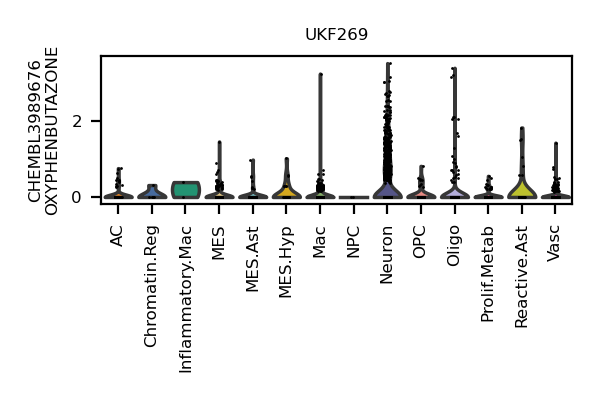 UKF269
CHEMBL3989676
OXYPHENBUTAZONE
2
0
AC
Chromatin.Reg
Inflammatory.Mac
MES
MES.Ast
MES.Hyp
Mac
NPC
Neuron
OPC
Oligo
Prolif.Metab
Reactive.Ast
Vasc